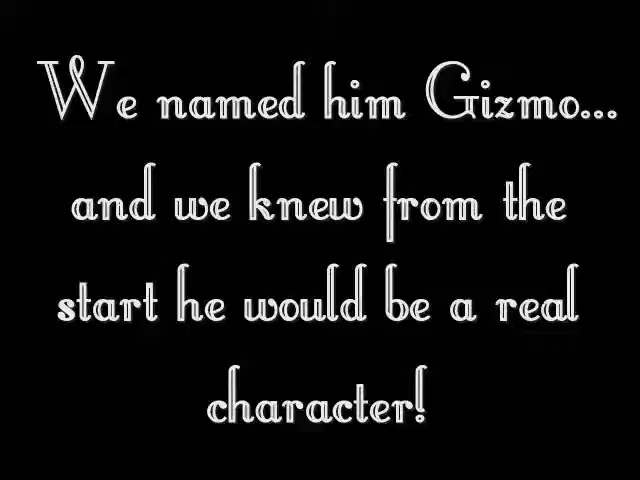 We named him Gizmo...
and we knew from the
start he would be a real
character!